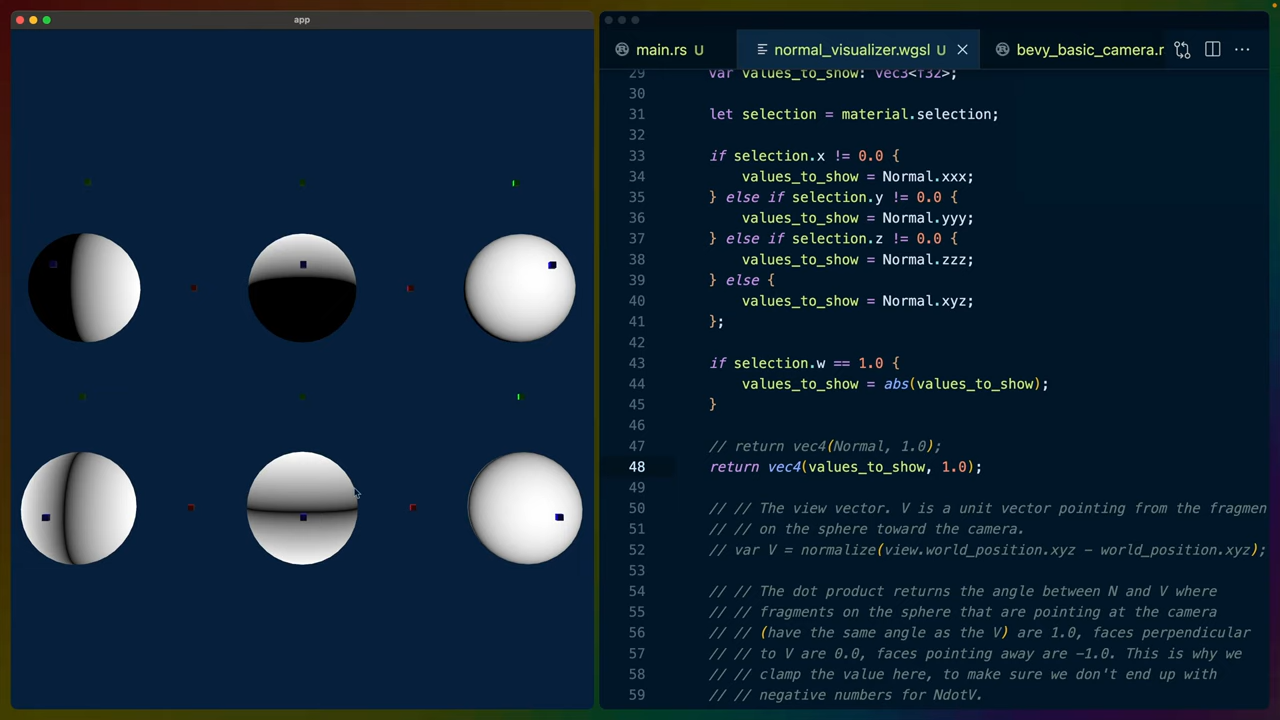 app
main.rs U
normal_visualizer.wgsl U
bevy_basic_camera.r
29 var values_to_show: vec3<f32>;
30
31 let selection = material.selection;
32
33 if selection.x != 0.0 {
34 values_to_show = Normal.xxx;
35 } else if selection.y != 0.0 {
36 values_to_show = Normal.yyy;
37 } else if selection.z != 0.0 {
38 values_to_show = Normal.zzz;
39 } else {
40 values_to_show = Normal.xyz;
41 };
42
43 if selection.w == 1.0 {
44 values_to_show = abs(values_to_show);
45 }
46
47 // return vec4(Normal, 1.0);
48 return vec4(values_to_show, 1.0);
49
50 // // The view vector. V is a unit vector pointing from the fragmen
51 // // on the sphere toward the camera.
52 // var V = normalize(view.world_position.xyz - world_position.xyz);
53
54 // // The dot product returns the angle between N and V where
55 // // fragments on the sphere that are pointing at the camera
56 // // (have the same angle as the V) are 1.0, faces perpendicular
57 // // to V are 0.0, faces pointing away are -1.0. This is why we
58 // // clamp the value here, to make sure we don't end up with
59 // // negative numbers for NdotV.